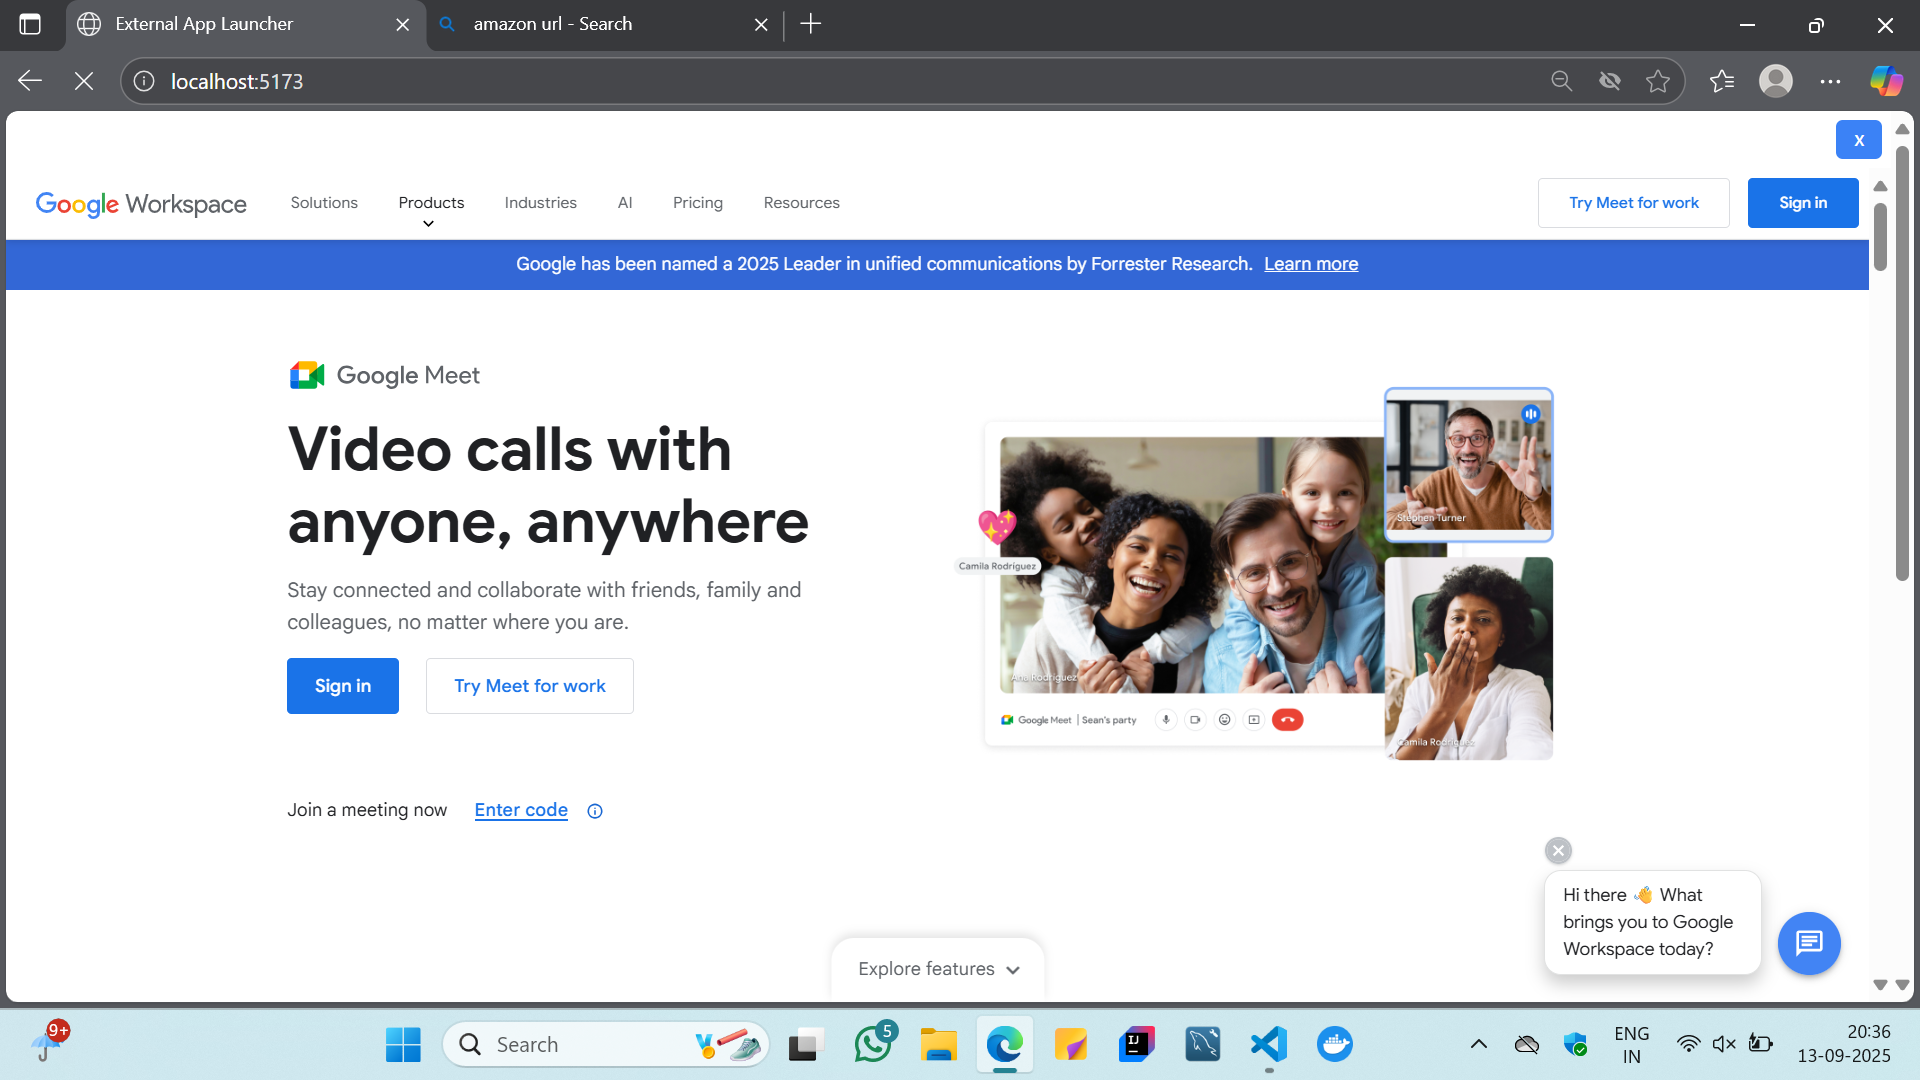 External App Launcher
amazon url - Search
localhost:5173
X
Google Workspace
Solutions
Products
Industries
AI
Pricing
Resources
Try Meet for work
Sign in
Google has been named a 2025 Leader in unified communications by Forrester Research. Learn more
Google Meet
Video calls with
anyone, anywhere
Stay connected and collaborate with friends, family and
colleagues, no matter where you are.
Sign in
Try Meet for work
Join a meeting now
Enter code
Stephen Turner
Camila Rodríguez
Ana Rodríguez
Google Meet | Sean's party
Camila Rodríguez
Hi there 👋 What
brings you to Google
Workspace today?
Explore features
9+
Search
5
IJ
ENG
IN
20:36
13-09-2025